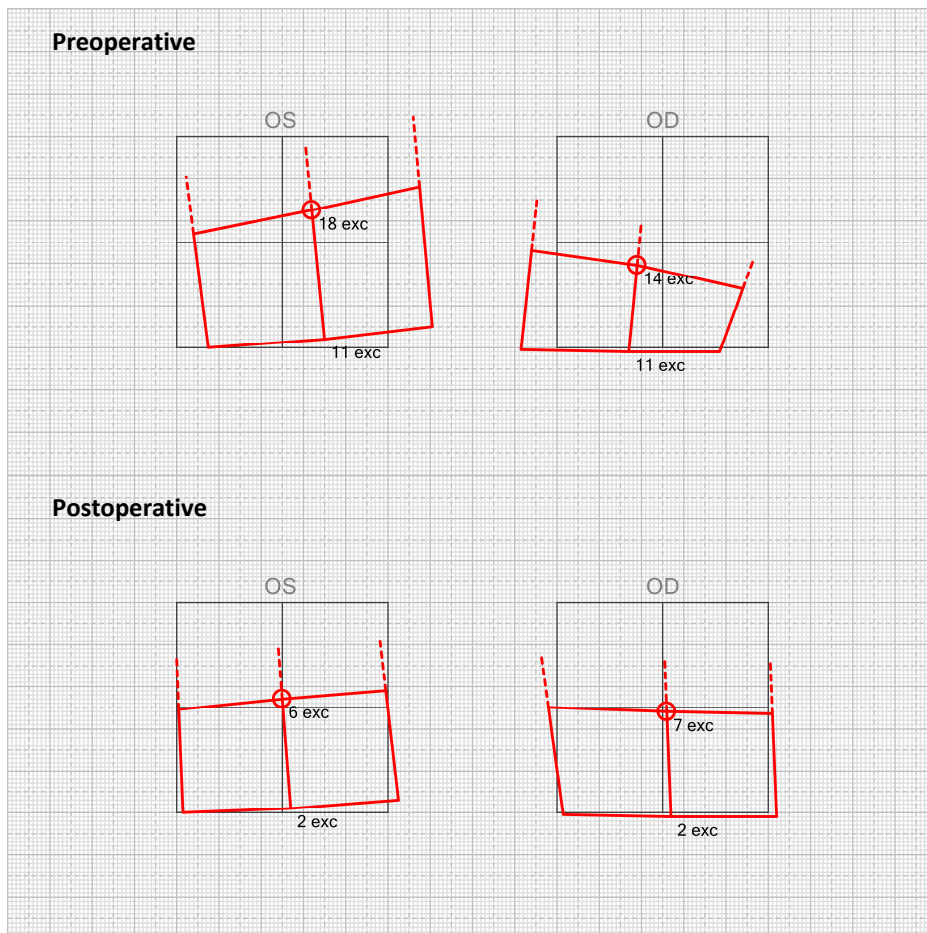 Preoperative
OS
OD
18 exc
14 exc
11 exc
11 exc
Postoperative
OS
OD
6 exc
7 exc
2 exc
2 exc